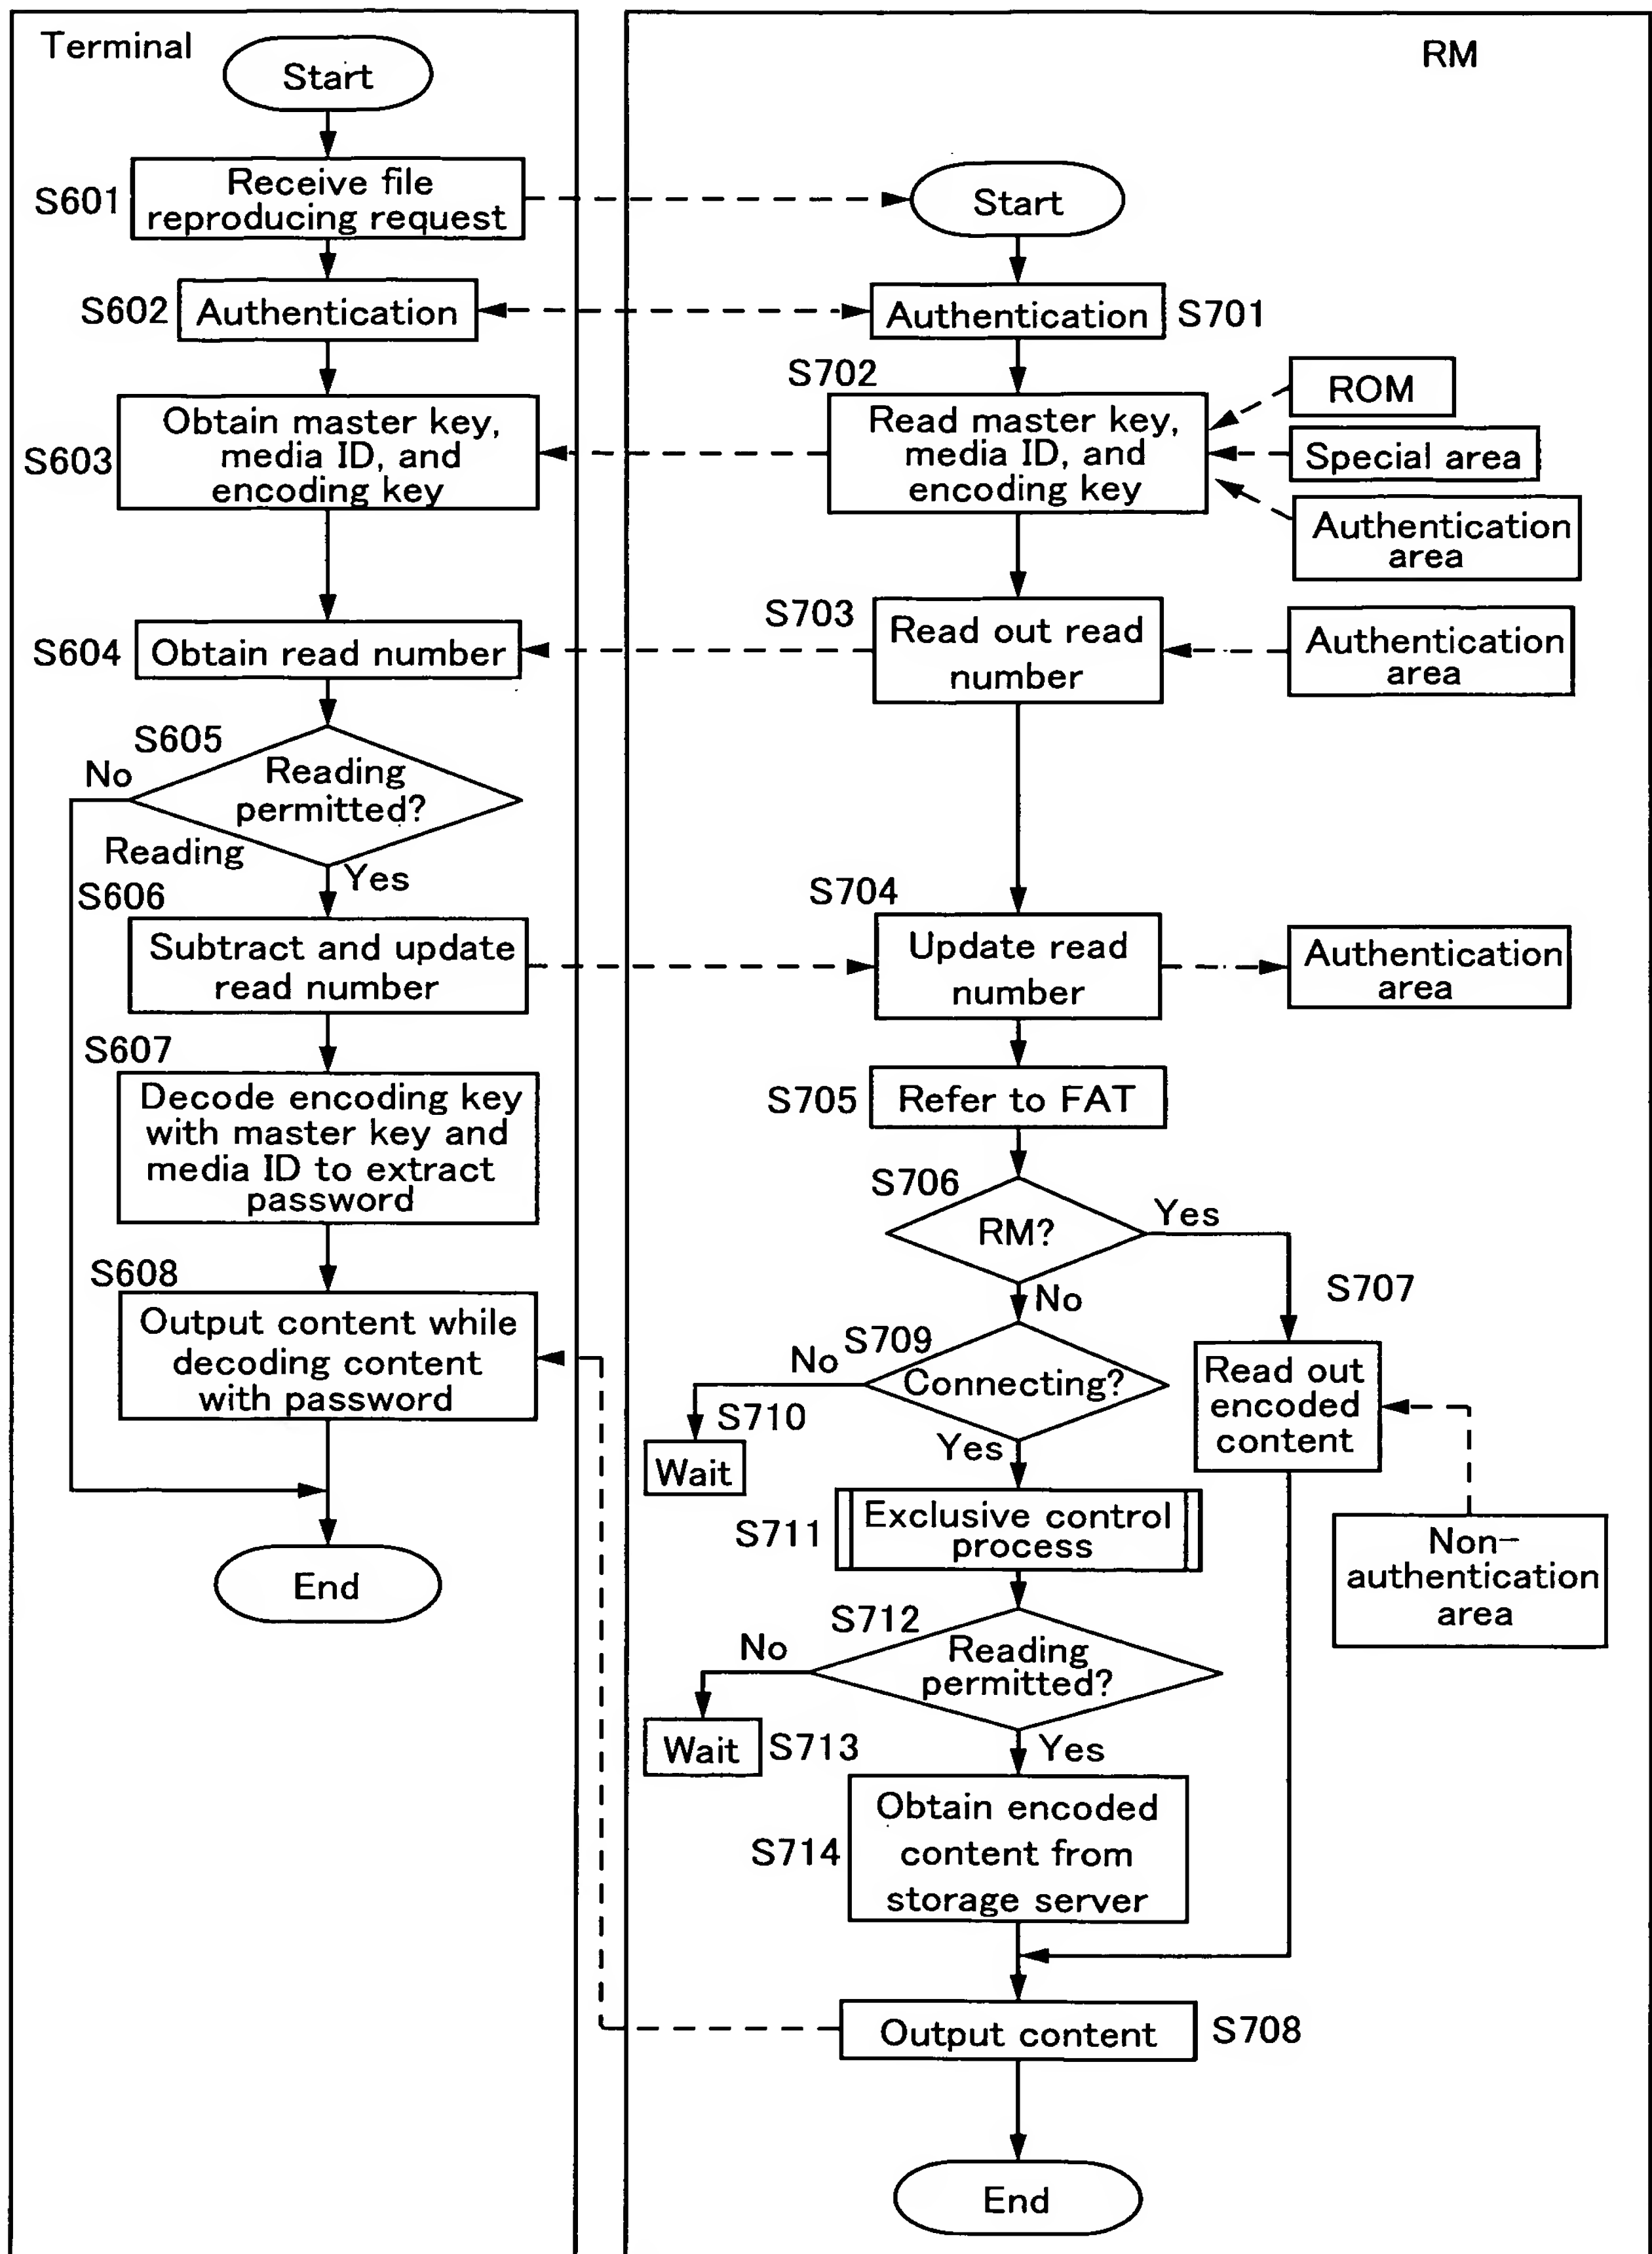 Terminal
Start
S601
Receive file
reproducing request
S602
Authentication
S603
Obtain master key,
media ID, and
encoding key
S604
Obtain read number
S605
No
Reading
permitted?
Reading
Yes
S606
Subtract and update
read number
S607
Decode encoding key
with master key and
media ID to extract
password
S608
Output content while
decoding content
with password
End
RM
Start
Authentication
S701
S702
Read master key,
media ID, and
encoding key
ROM
Special area
Authentication
area
S703
Read out read
number
Authentication
area
S704
Update read
number
Authentication
area
S705
Refer to FAT
S706
RM?
Yes
No
S707
Read out
encoded
content
Non-
authentication
area
S709
No
Connecting?
S710
Wait
Yes
S711
Exclusive control
process
S712
No
Reading
permitted?
Wait
S713
Yes
S714
Obtain encoded
content from
storage server
Output content
S708
End